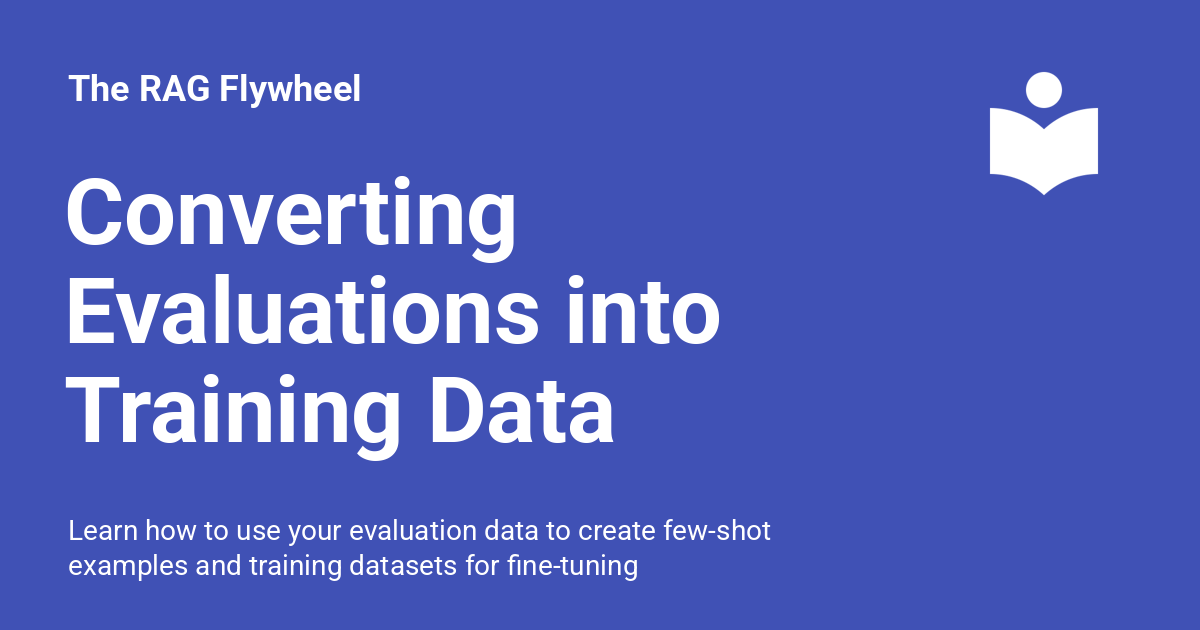 The RAG Flywheel
Converting
Evaluations into
Training Data
Learn how to use your evaluation data to create few-shot
examples and training datasets for fine-tuning